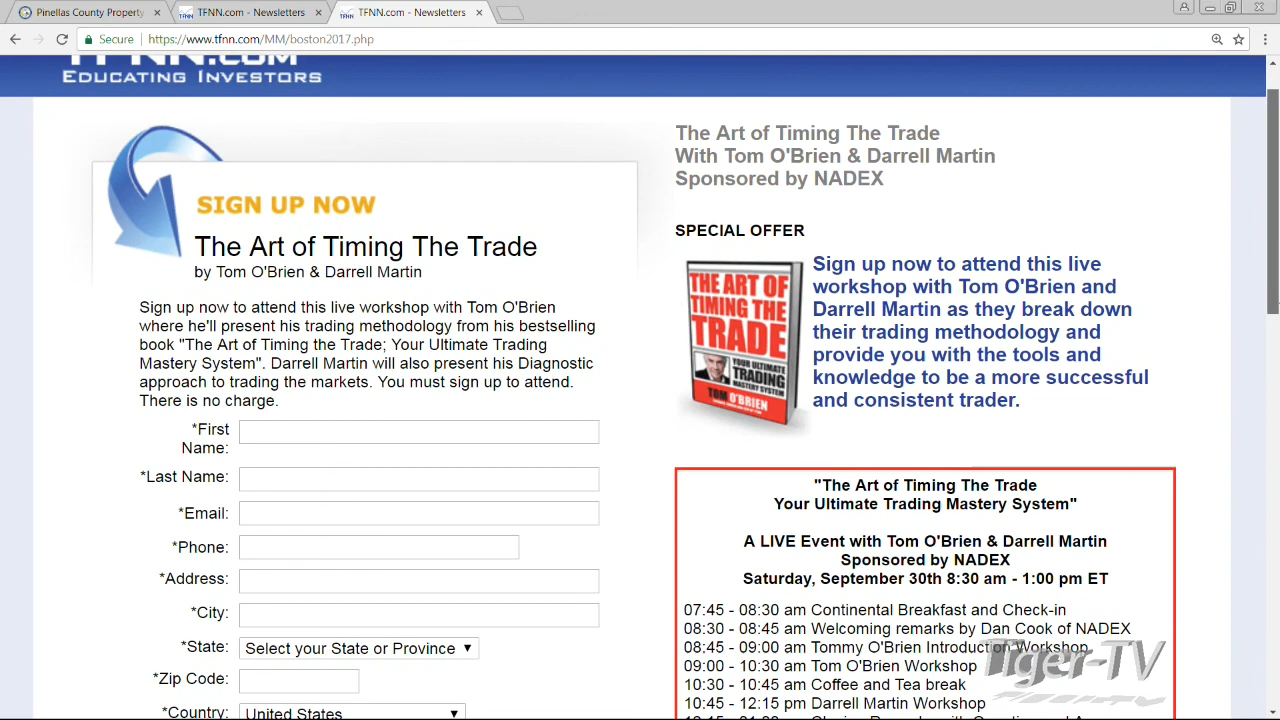 Pinellas County Property
TFNN.com - Newsletters
TFNN.com - Newsletters
Secure
https://www.tfnn.com/MM/boston2017.php
TFNN.com
EDUCATING INVESTORS
SIGN UP NOW
The Art of Timing The Trade
by Tom O'Brien & Darrell Martin
Sign up now to attend this live workshop with Tom O'Brien
where he'll present his trading methodology from his bestselling
book "The Art of Timing the Trade; Your Ultimate Trading
Mastery System". Darrell Martin will also present his Diagnostic
approach to trading the markets. You must sign up to attend.
There is no charge.
*First
Name:
*Last Name:
*Email:
*Phone:
*Address:
*City:
*State:
Select your State or Province
*Zip Code:
*Country:
United States
The Art of Timing The Trade
With Tom O'Brien & Darrell Martin
Sponsored by NADEX
SPECIAL OFFER
THE ART OF
TIMING THE
TRADE
YOUR ULTIMATE
TRADING
MASTERY SYSTEM
TOM O'BRIEN
Sign up now to attend this live
workshop with Tom O'Brien and
Darrell Martin as they break down
their trading methodology and
provide you with the tools and
knowledge to be a more successful
and consistent trader.
"The Art of Timing The Trade
Your Ultimate Trading Mastery System"
A LIVE Event with Tom O'Brien & Darrell Martin
Sponsored by NADEX
Saturday, September 30th 8:30 am - 1:00 pm ET
07:45 - 08:30 am Continental Breakfast and Check-in
08:30 - 08:45 am Welcoming remarks by Dan Cook of NADEX
08:45 - 09:00 am Tommy O'Brien Introduction Workshop
09:00 - 10:30 am Tom O'Brien Workshop
10:30 - 10:45 am Coffee and Tea break
10:45 - 12:15 pm Darrell Martin Workshop
Tiger-TV